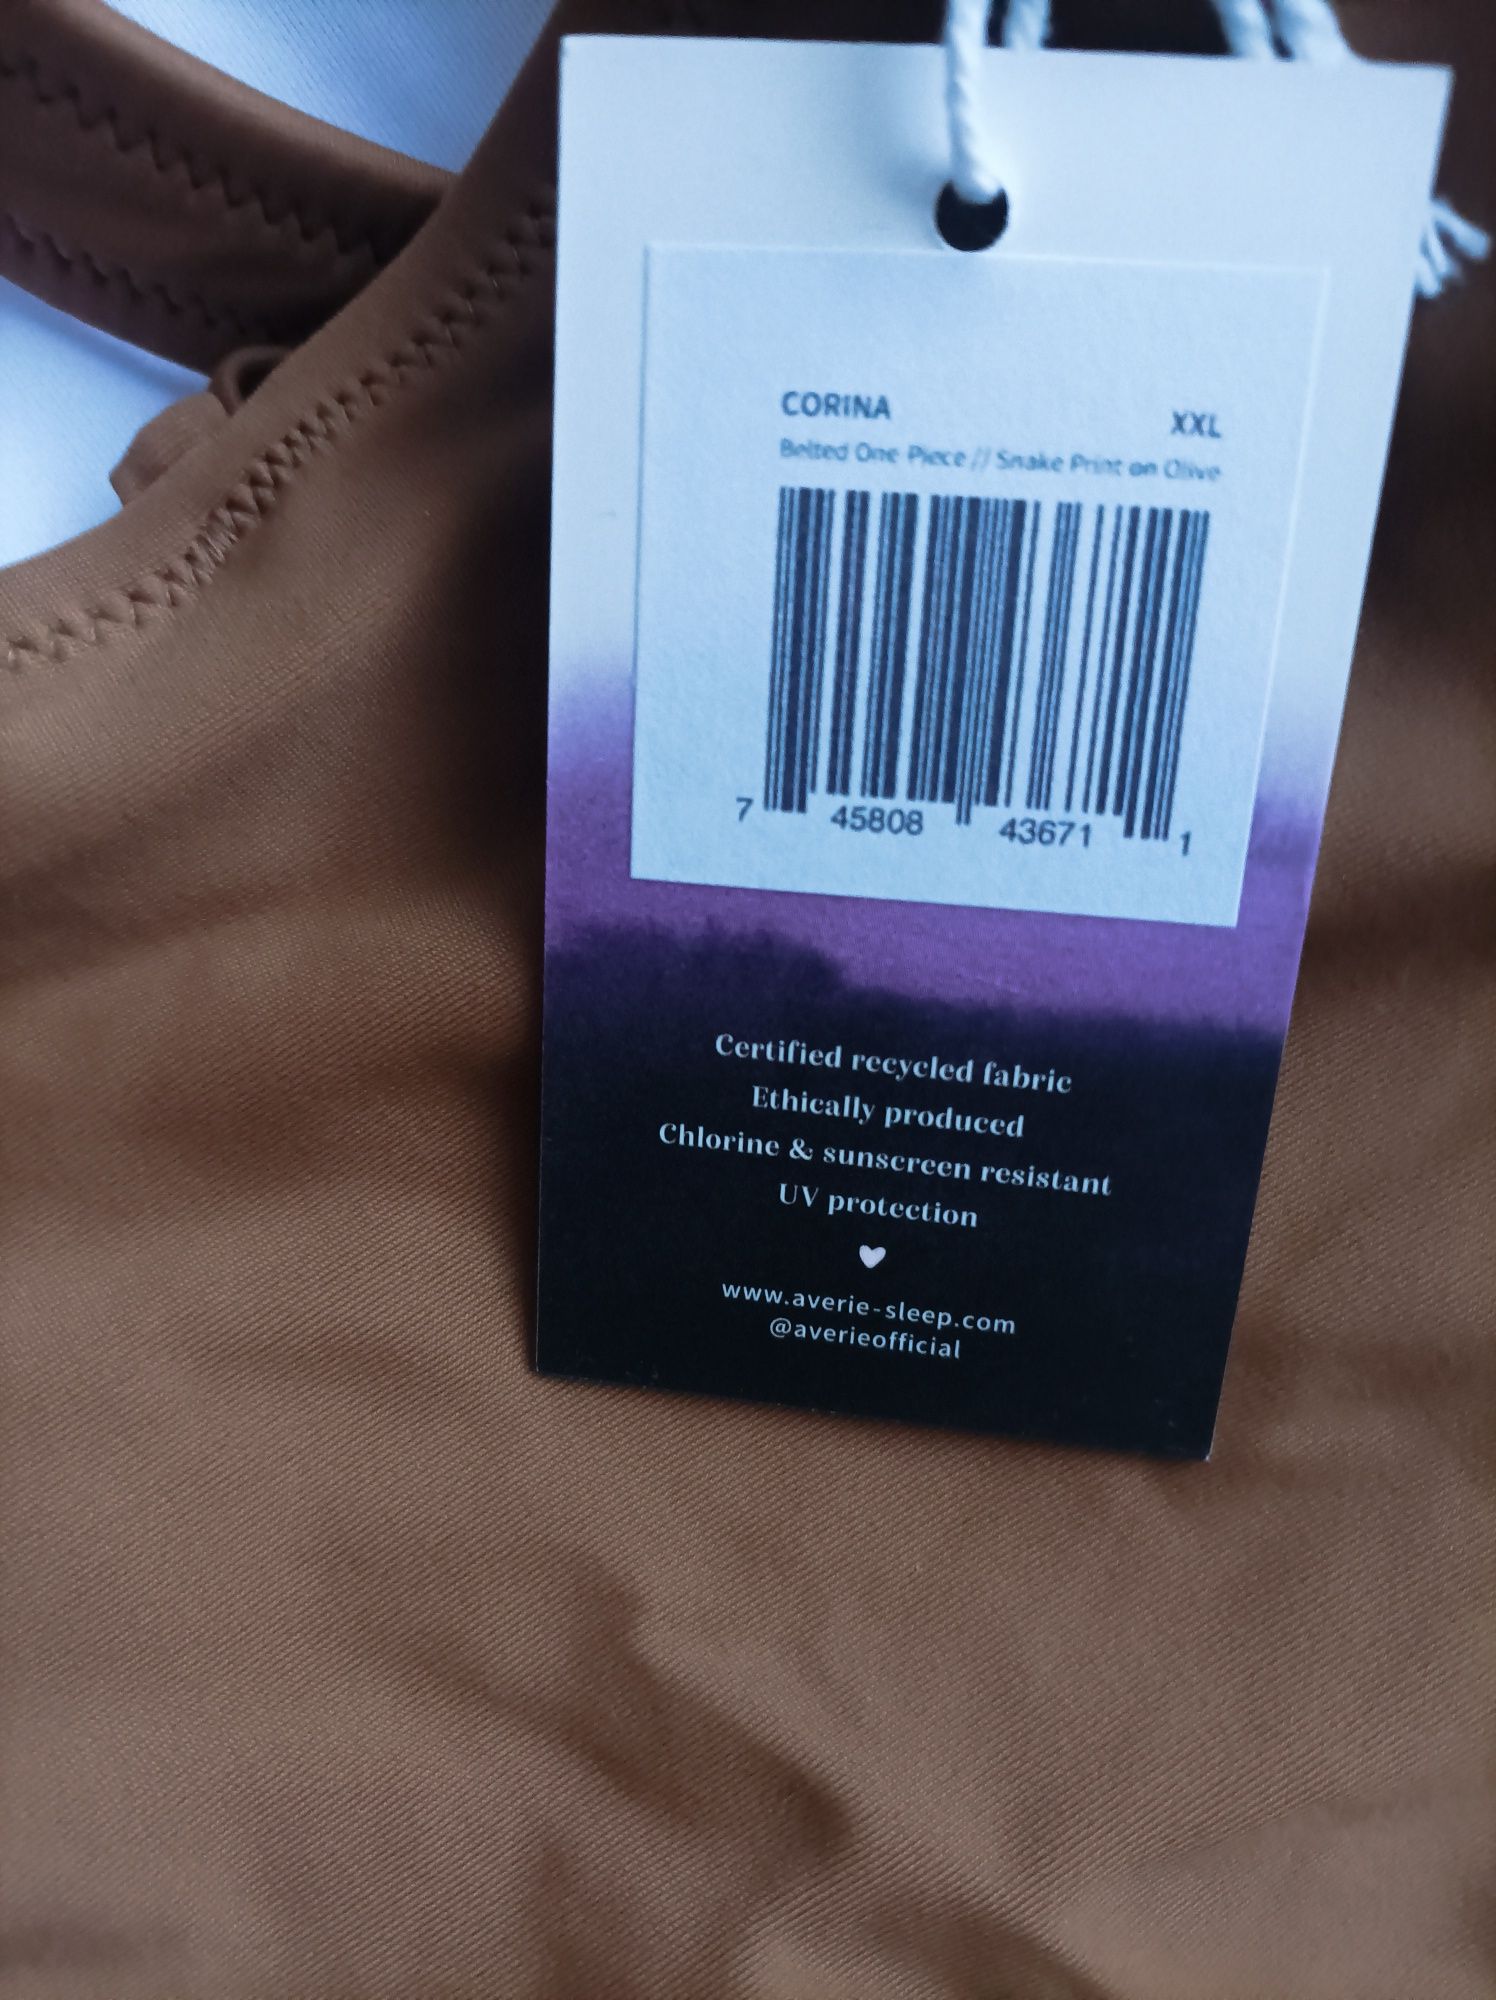 CORINA XXL
Belted One Piece // Snake Print on Olive
7 45808 43671 1
Certified recycled fabric
Ethically produced
Chlorine & sunscreen resistant
UV protection
www.averie-sleep.com
@averieofficial